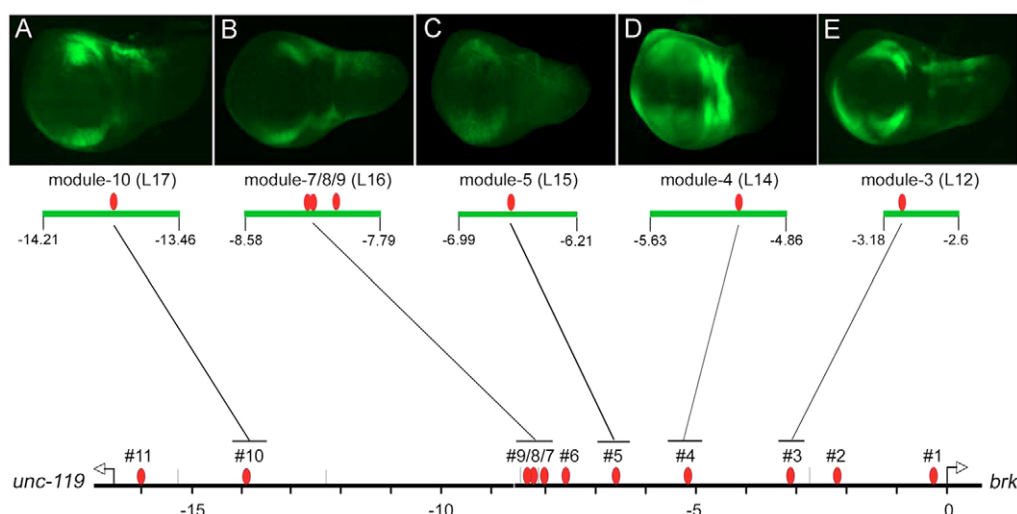 A B C D E
module-10 (L17) module-7/8/9 (L16) module-5 (L15) module-4 (L14) module-3 (L12)
-14.21 -13.46 -8.58 -7.79 -6.99 -6.21 -5.63 -4.86 -3.18 -2.6
#11 #10 #9/8/7 #6 #5 #4 #3 #2 #1
unc-119 brk
-15 -10 -5 0